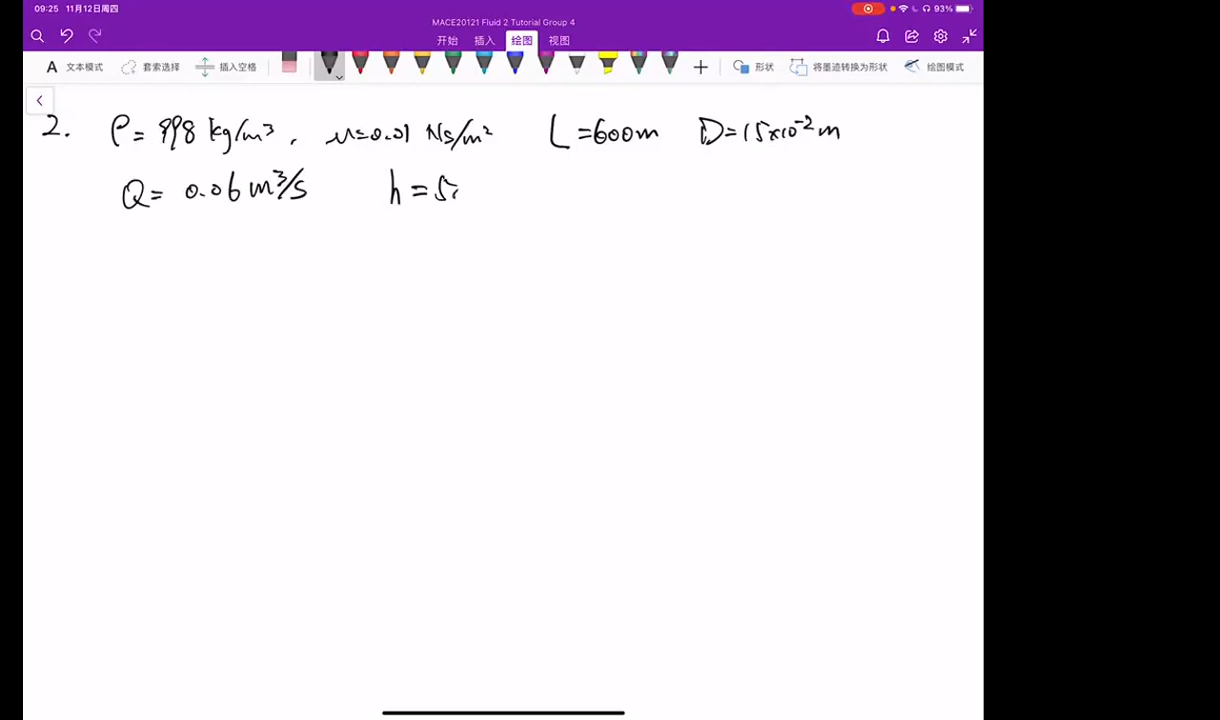 09:25 11月12日周四
93%
MACE20121 Fluid 2 Tutorial Group 4
开始 插入 绘图 视图
A 文本模式 套索选择 插入空格 形状 将墨迹转换为形状 绘图模式
2. ρ= 998 kg/m³, μ=0.01 Ns/m² L=600m D=15×10⁻²m
Q= 0.06 m³/s h=5